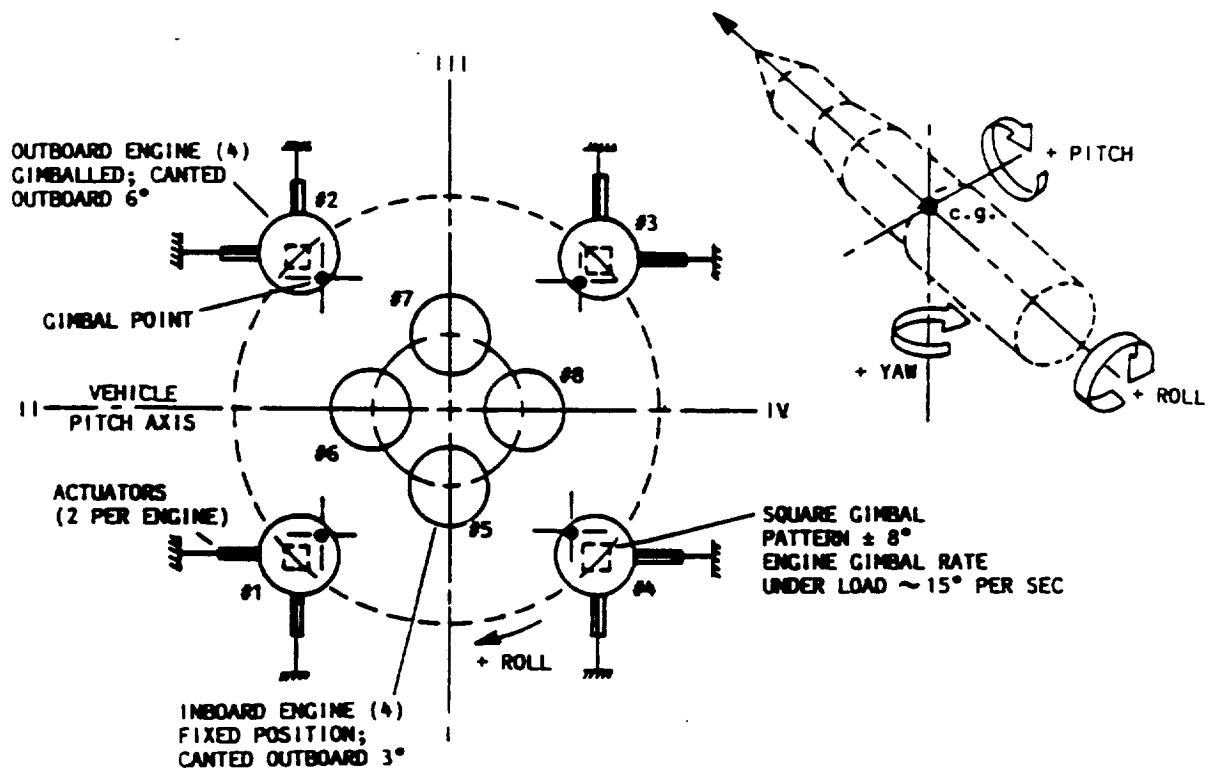 III
OUTBOARD ENGINE (4)
GIMBALLED; CANTED
OUTBOARD 6°
#2
#3
GIMBAL POINT
#7
#8
II
VEHICLE
PITCH AXIS
IV
#6
#5
ACTUATORS
(2 PER ENGINE)
#1
#4
SQUARE GIMBAL
PATTERN ± 8°
ENGINE GIMBAL RATE
UNDER LOAD ~ 15° PER SEC
+ ROLL
INBOARD ENGINE (4)
FIXED POSITION;
CANTED OUTBOARD 3°
I
+ PITCH
c.g.
+ YAW
+ ROLL